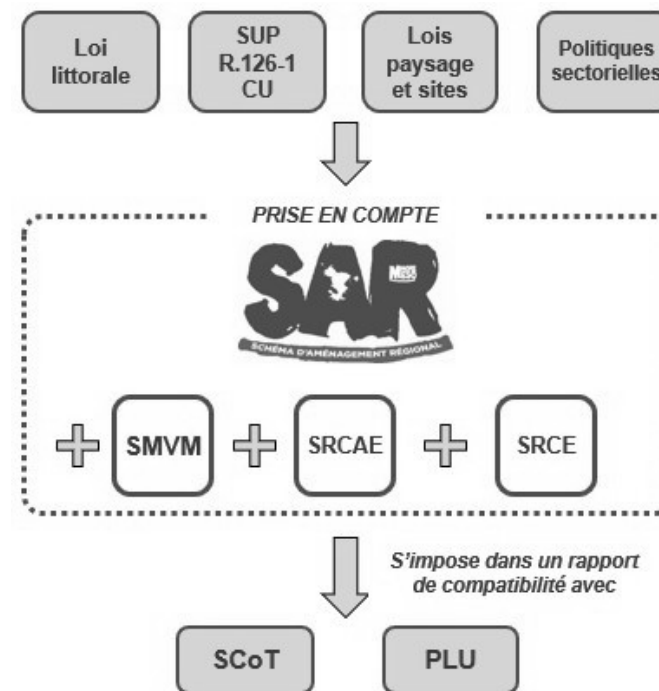 Loi
littorale
SUP
R.126-1
CU
Lois
paysage
et sites
Politiques
sectorielles
PRISE EN COMPTE
SAR
SCHÉMA D'AMÉNAGEMENT RÉGIONAL
+ SMVM + SRCAE + SRCE
S'impose dans un rapport
de compatibilité avec
SCoT
PLU